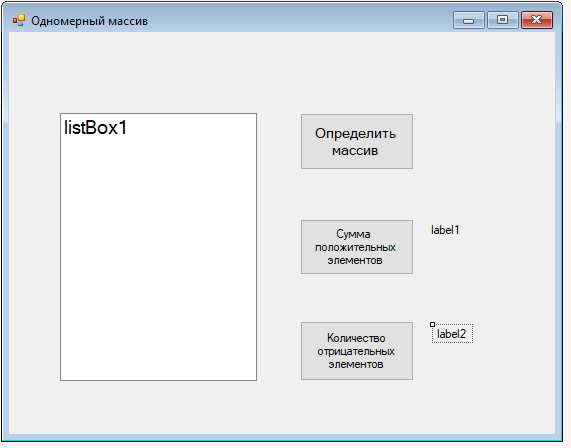 Одномерный массив
listBox1
Определить
массив
Сумма
положительных
элементов
label1
Количество
отрицательных
элементов
label2